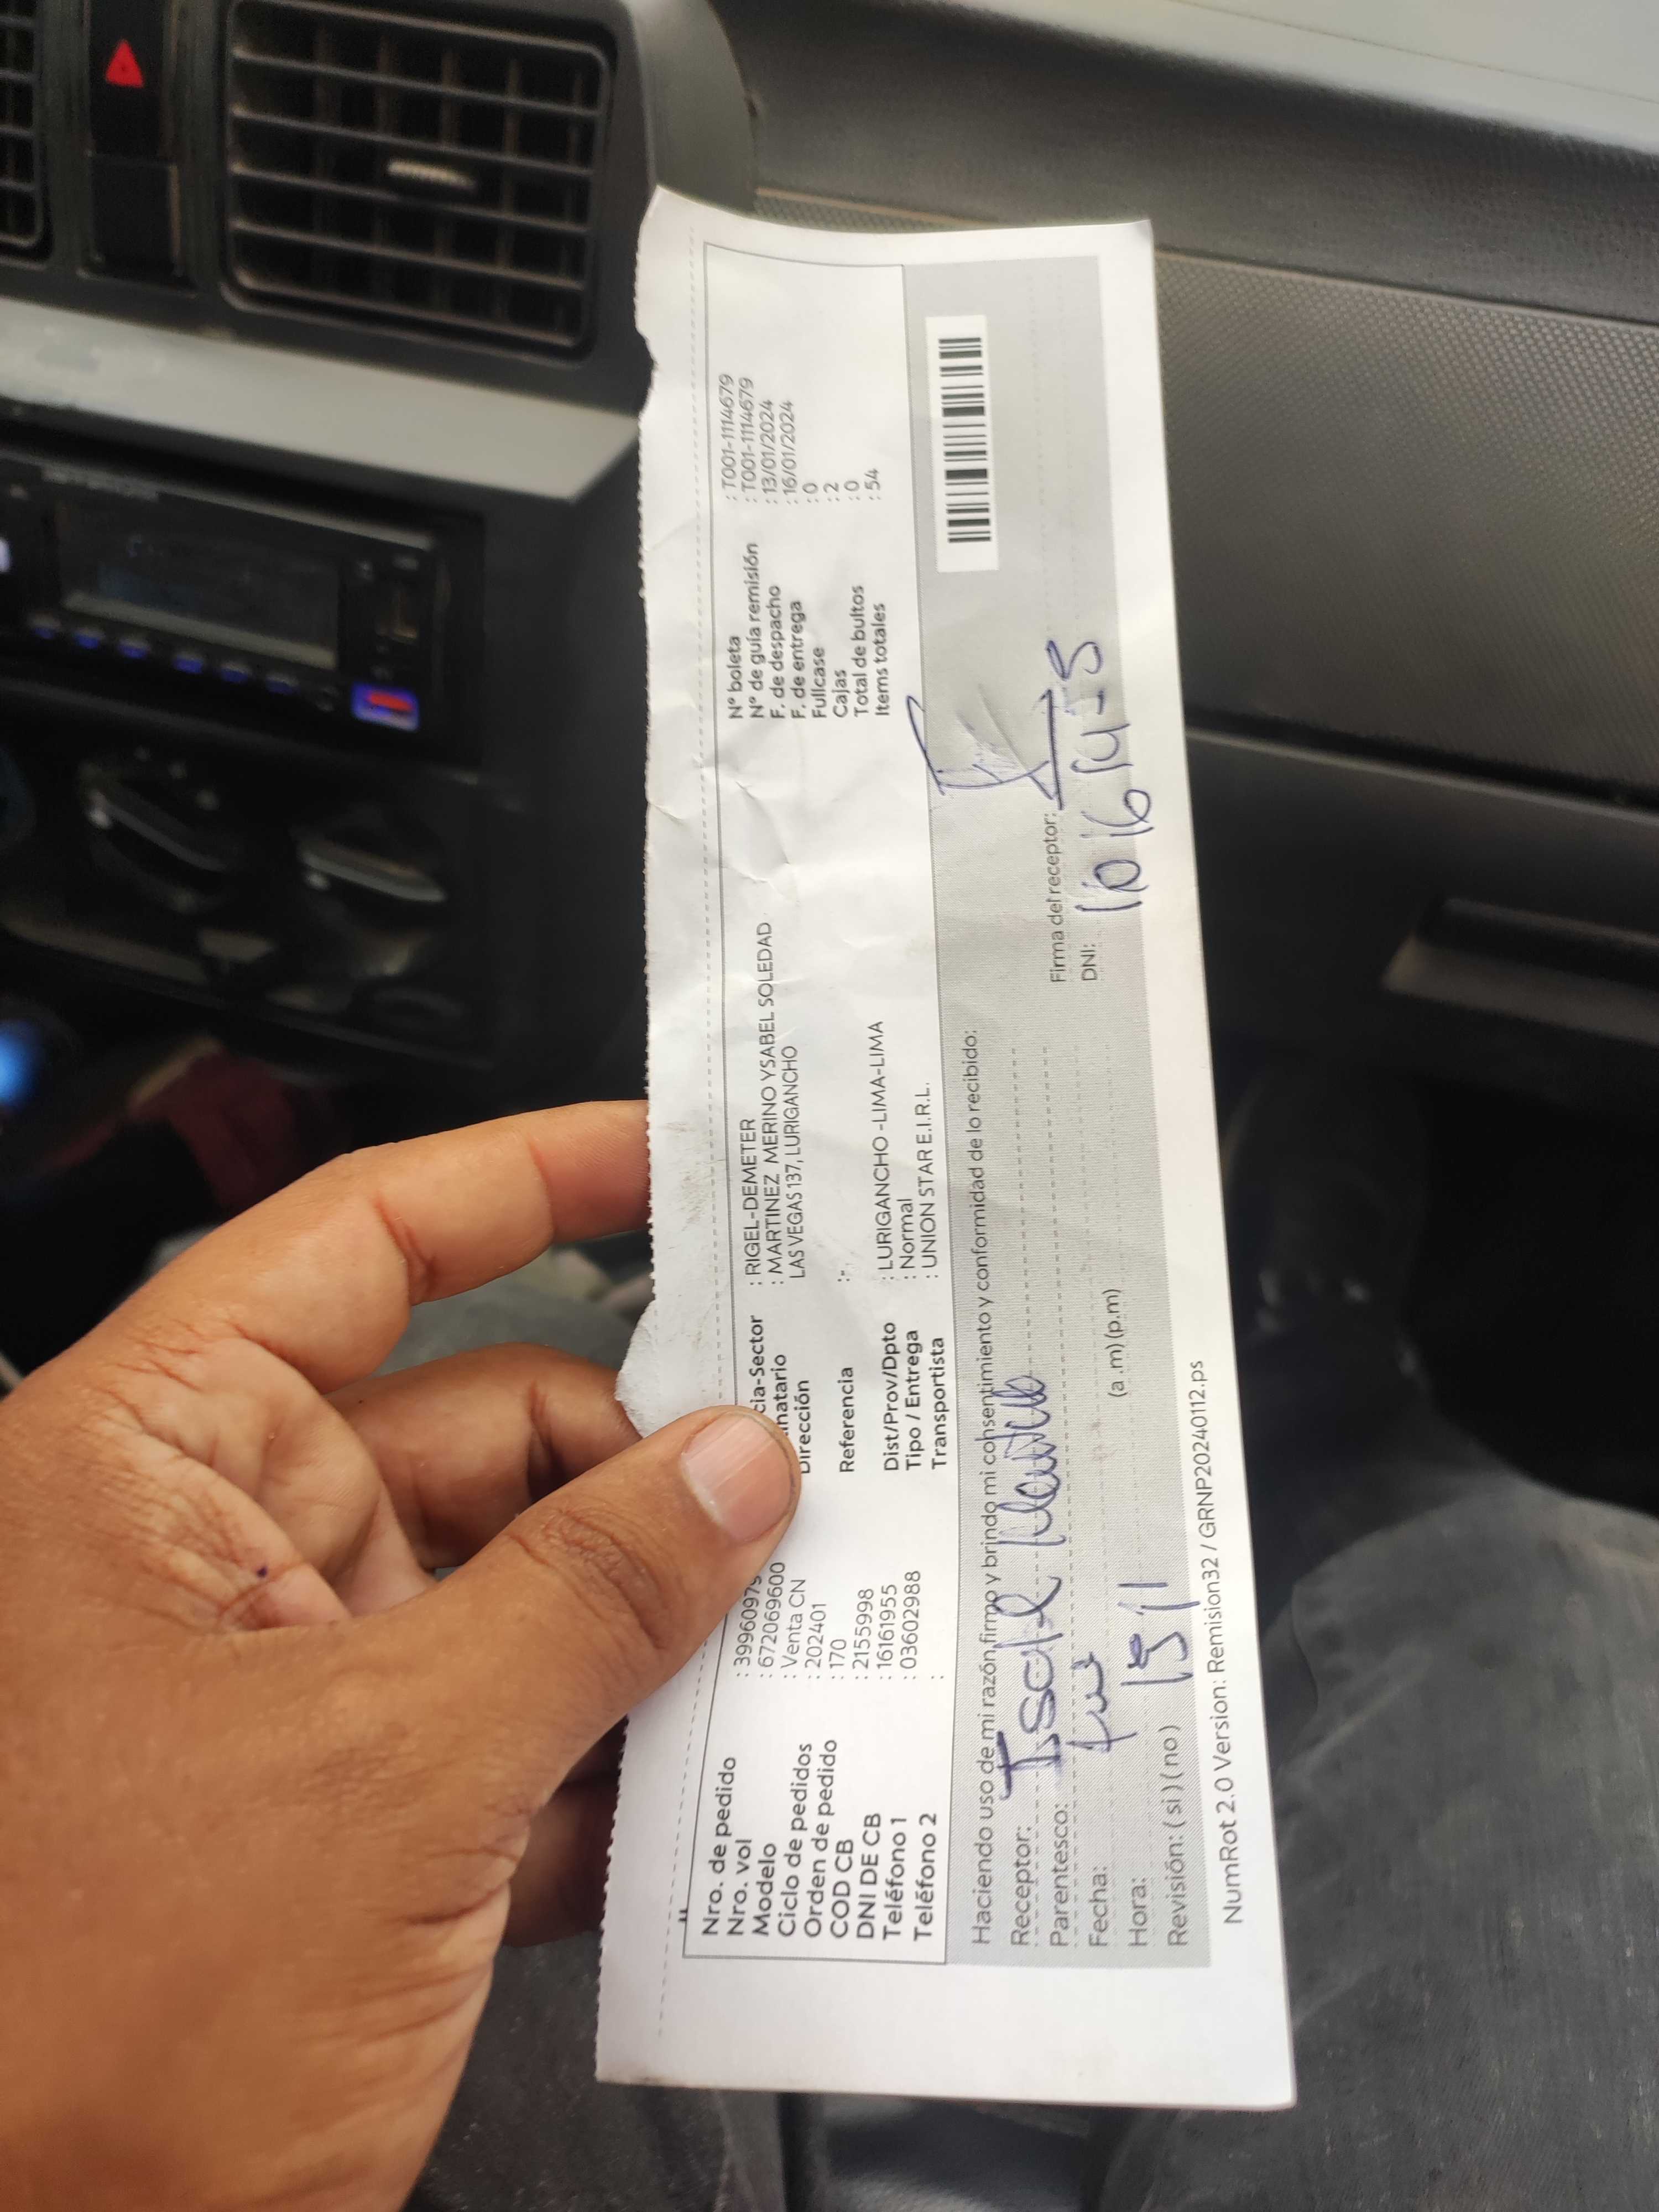 Nro. de pedido : 39960979
Nro. vol : 672069600
Modelo : Venta CN
Ciclo de pedidos : 202401
Orden de pedido : 170
COD CB : 2155998
DNI DE CB : 16161955
Teléfono 1 : 03602988
Teléfono 2 :
cia-Sector : RIGEL-DEMETER
inatario : MARTINEZ MERINO YSABEL SOLEDAD
Dirección LAS VEGAS 137, LURIGANCHO
Referencia :-
Dist/Prov/Dpto : LURIGANCHO -LIMA-LIMA
Tipo / Entrega : Normal
Transportista : UNION STAR E.I.R.L.
N° boleta : T001-1114679
N° de guía remisión : T001-1114679
F. de despacho : 13/01/2024
F. de entrega : 16/01/2024
Fullcase : 0
Cajas : 2
Total de bultos : 0
Items totales : 54
Haciendo uso de mi razón,firmo y brindo mi consentimiento y conformidad de lo recibido:
Receptor: Isabel
Parentesco:
Fecha:
Hora: (a .m) (p.m)
Revisión: ( si ) ( no )
Firma del receptor:
DNI:
NumRot 2.0 Version: Remision32 / GRNP20240112.ps